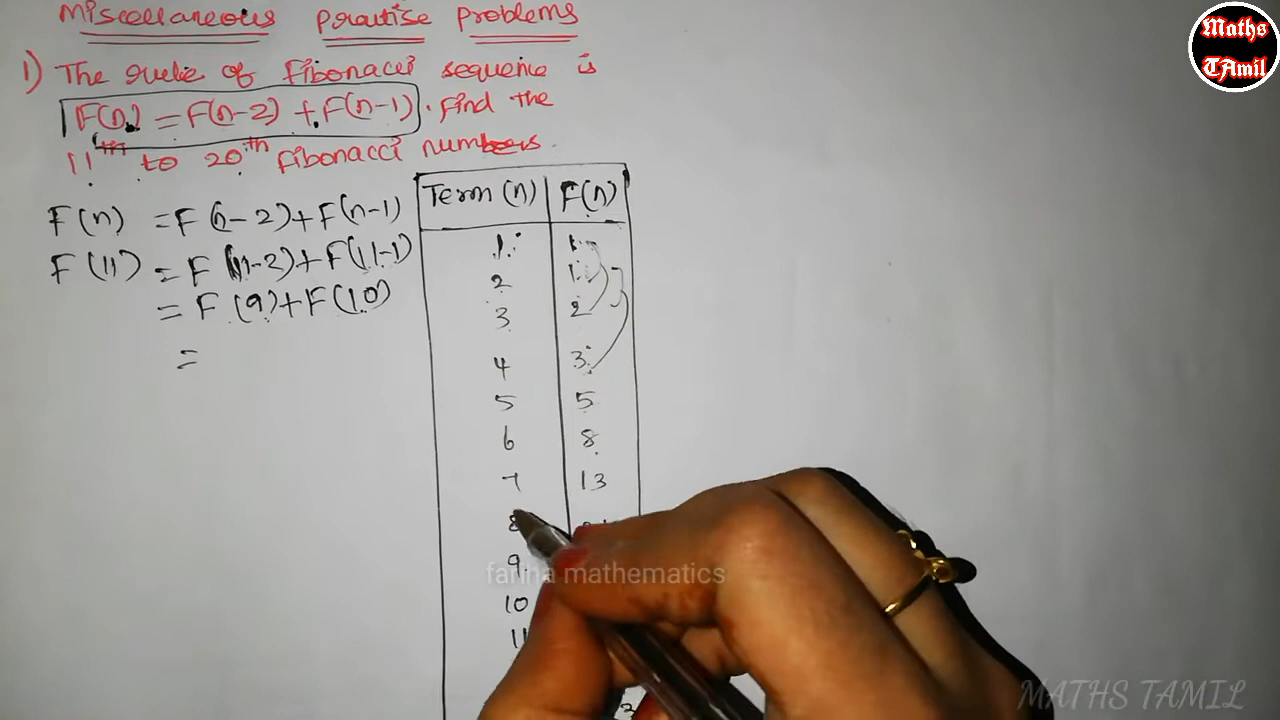 Miscellaneous Practise Problems
1) The rule of Fibonacci sequence is
F(n) = F(n-2) + F(n-1). Find the
11th to 20th Fibonacci numbers.
F(n) = F(n-2)+F(n-1)
F(11) = F(11-2)+F(11-1)
= F(9)+F(10)
=
Term(n) F(n)
1 1
2 1
3 2
4 3
5 5
6 8
7 13
8
9
10
11
Maths
TAmil
farina mathematics
MATHS TAMIL